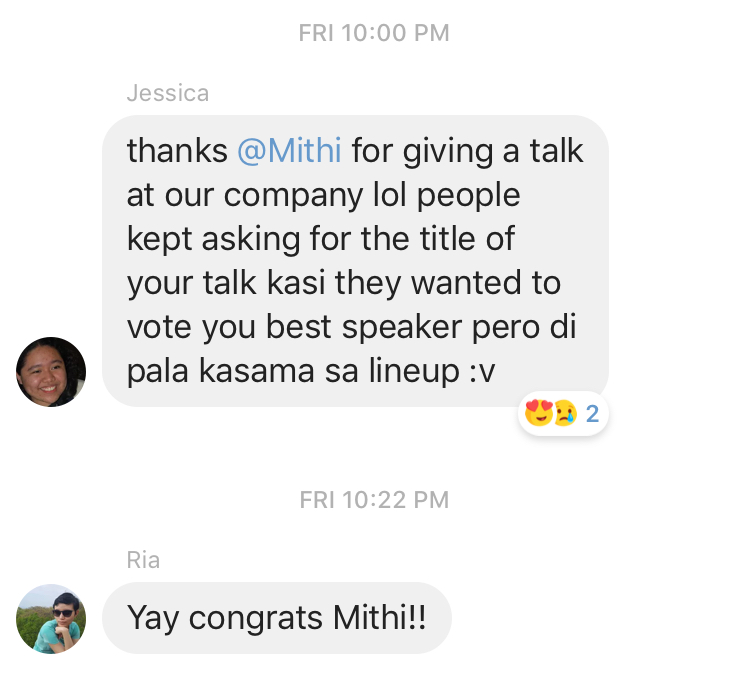 FRI 10:00 PM
Jessica
thanks @Mithi for giving a talk
at our company lol people
kept asking for the title of
your talk kasi they wanted to
vote you best speaker pero di
pala kasama sa lineup :v
2
FRI 10:22 PM
Ria
Yay congrats Mithi!!